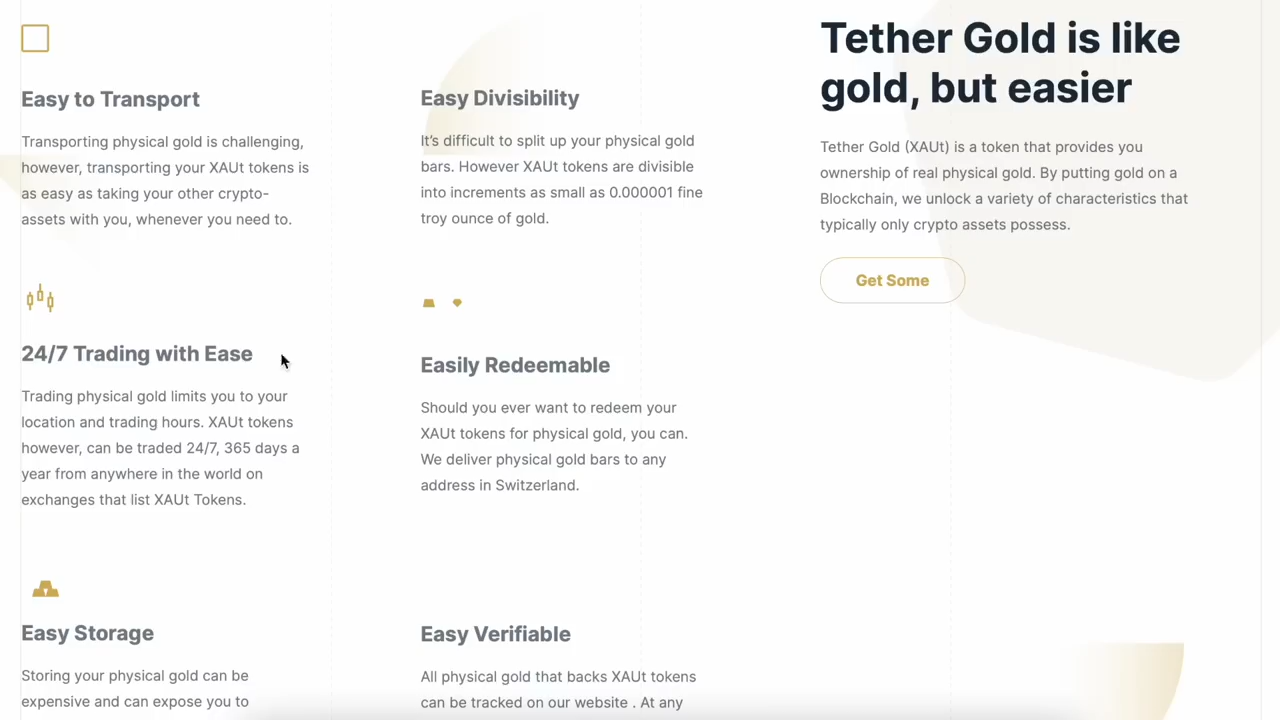 Easy to Transport
Transporting physical gold is challenging,
however, transporting your XAUt tokens is
as easy as taking your other crypto-
assets with you, whenever you need to.
24/7 Trading with Ease
Trading physical gold limits you to your
location and trading hours. XAUt tokens
however, can be traded 24/7, 365 days a
year from anywhere in the world on
exchanges that list XAUt Tokens.
Easy Storage
Storing your physical gold can be
expensive and can expose you to
Easy Divisibility
It’s difficult to split up your physical gold
bars. However XAUt tokens are divisible
into increments as small as 0.000001 fine
troy ounce of gold.
Easily Redeemable
Should you ever want to redeem your
XAUt tokens for physical gold, you can.
We deliver physical gold bars to any
address in Switzerland.
Easy Verifiable
All physical gold that backs XAUt tokens
can be tracked on our website . At any
Tether Gold is like
gold, but easier
Tether Gold (XAUt) is a token that provides you
ownership of real physical gold. By putting gold on a
Blockchain, we unlock a variety of characteristics that
typically only crypto assets possess.
Get Some